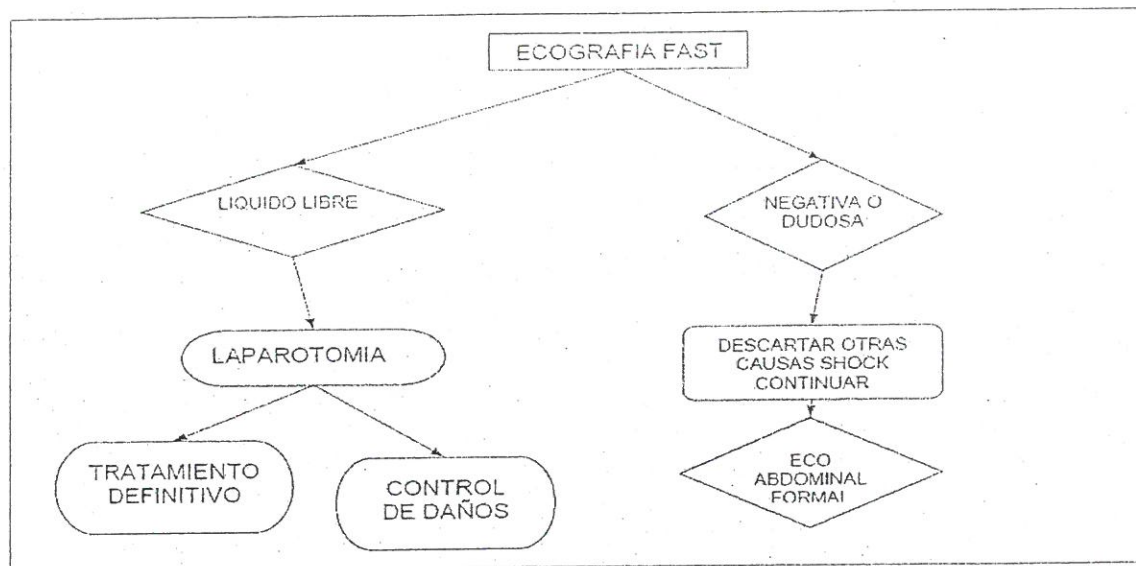 ECOGRAFIA FAST
LIQUIDO LIBRE
NEGATIVA O
DUDOSA
LAPAROTOMIA
DESCARTAR OTRAS
CAUSAS SHOCK
CONTINUAR
TRATAMIENTO
DEFINITIVO
CONTROL
DE DAÑOS
ECO
ABDOMINAL
FORMAL